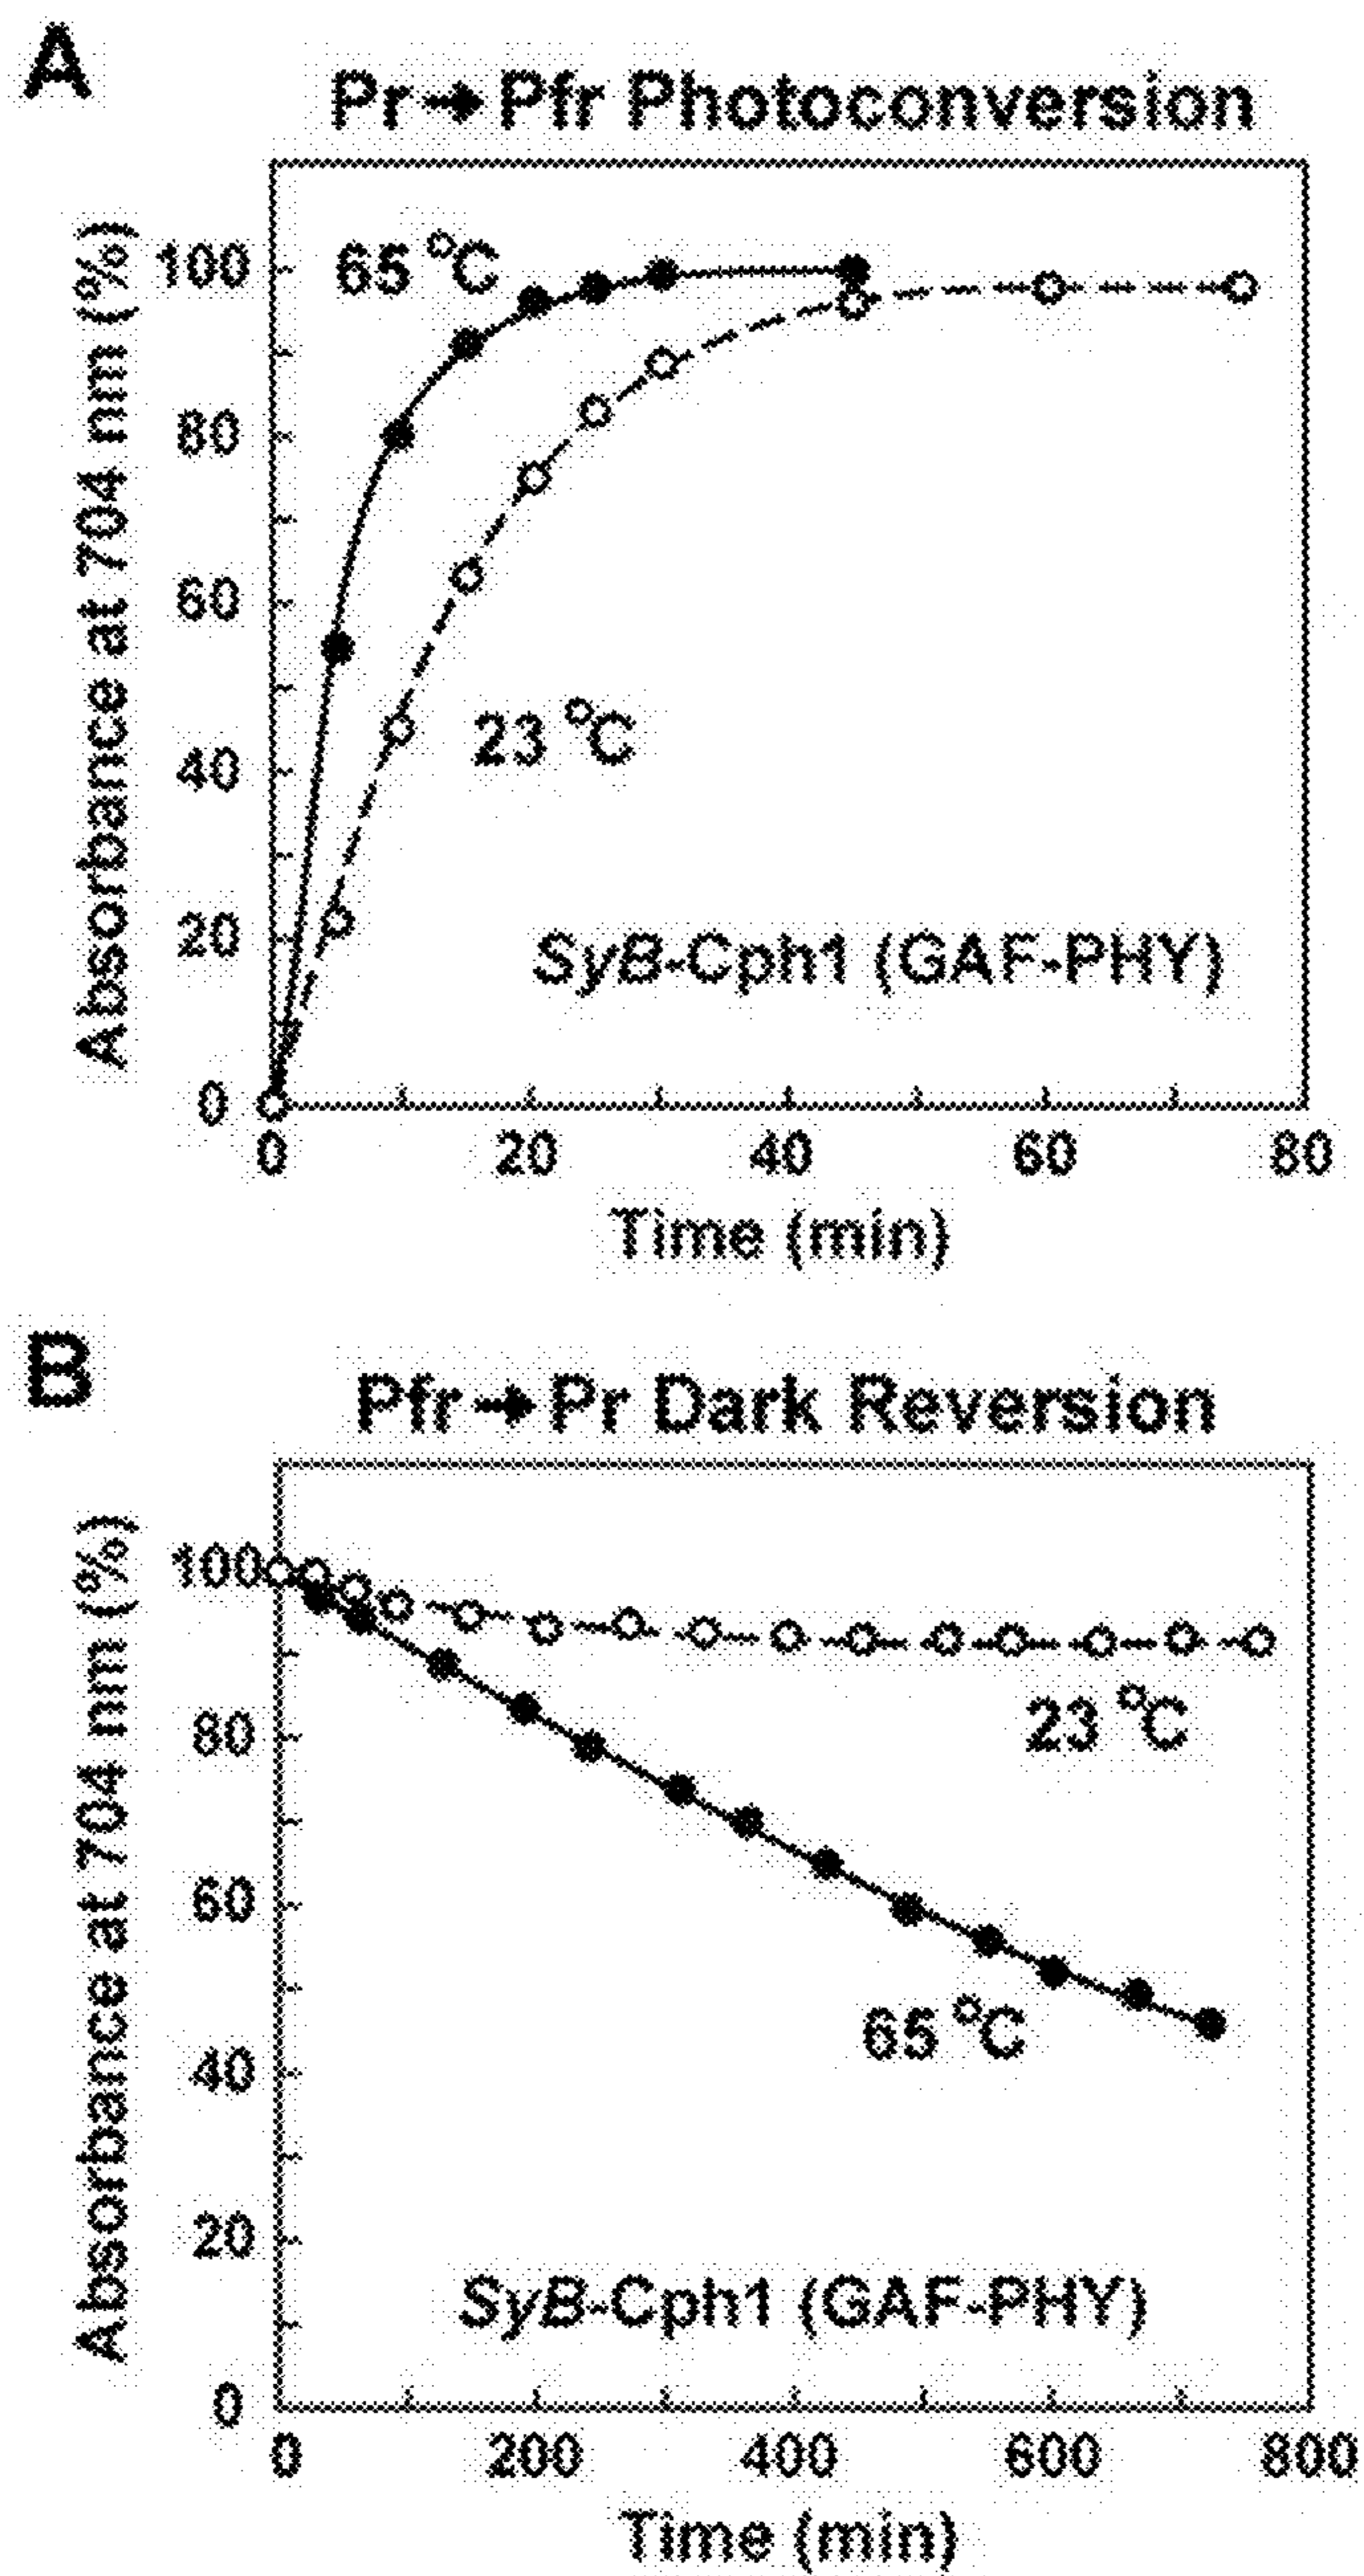 A
Pr→Pfr Photoconversion
Absorbance at 704 nm (%)
100
80
60
40
20
0
65 °C
23 °C
SyB-Cph1 (GAF-PHY)
0 20 40 60 80
Time (min)
B
Pfr→Pr Dark Reversion
Absorbance at 704 nm (%)
100
80
60
40
20
0
23 °C
65 °C
SyB-Cph1 (GAF-PHY)
0 200 400 600 800
Time (min)